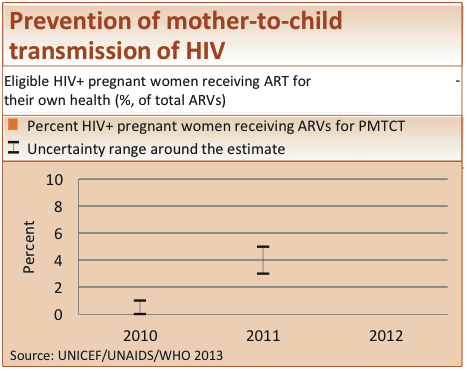 Prevention of mother-to-child
transmission of HIV
Eligible HIV+ pregnant women receiving ART for -
their own health (%, of total ARVs)
Percent HIV+ pregnant women receiving ARVs for PMTCT
Uncertainty range around the estimate
10
8
6
4
2
0
Percent
2010 2011 2012
Source: UNICEF/UNAIDS/WHO 2013